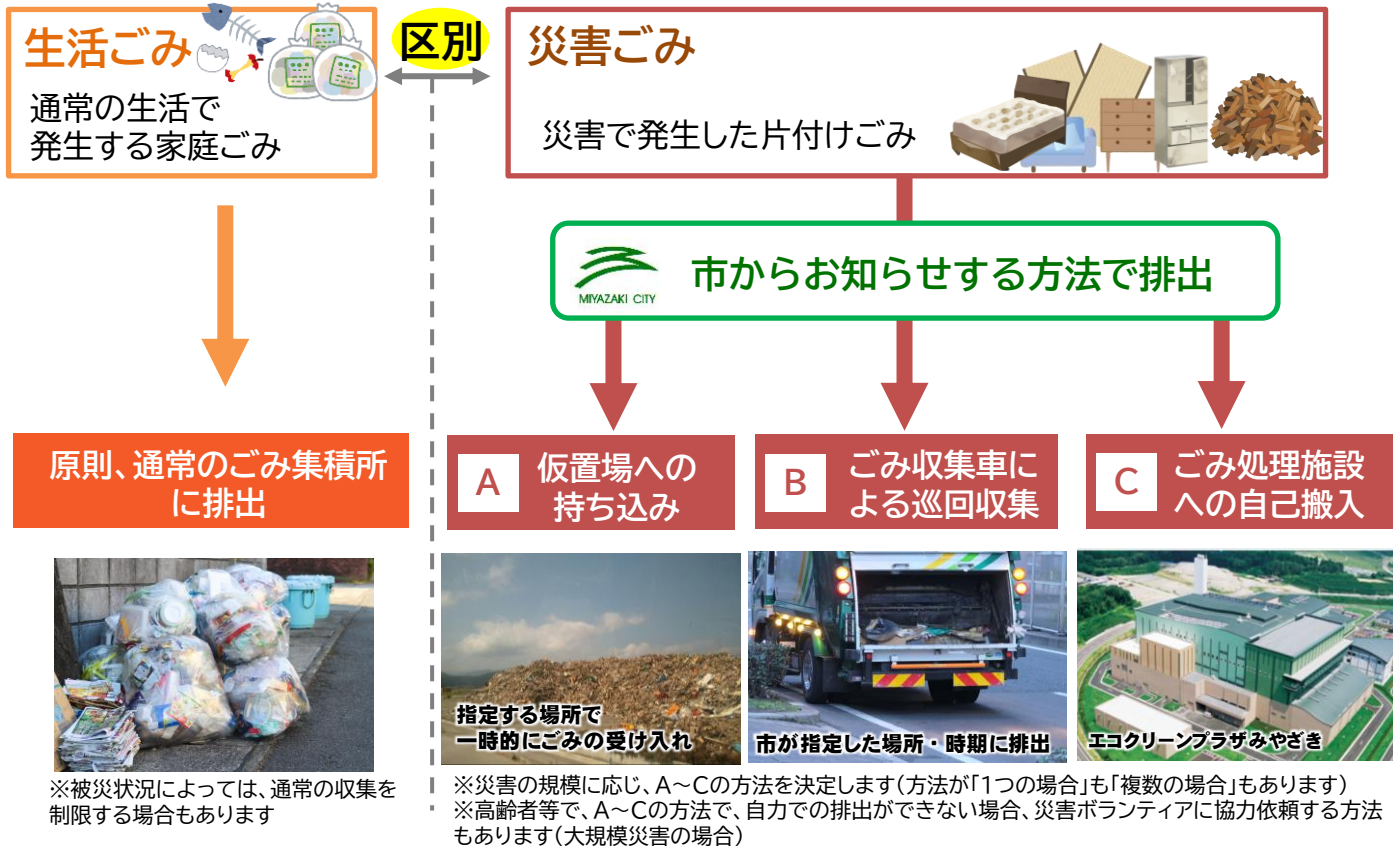 生活ごみ
通常の生活で
発生する家庭ごみ
区別
災害ごみ
災害で発生した片付けごみ
MIYAZAKI CITY
市からお知らせする方法で排出
原則、通常のごみ集積所
に排出
※被災状況によっては、通常の収集を
制限する場合もあります
A
仮置場への
持ち込み
B
ごみ収集車に
よる巡回収集
C
ごみ処理施設
への自己搬入
指定する場所で
一時的にごみの受け入れ
市が指定した場所・時期に排出
エコクリーンプラザみやざき
※災害の規模に応じ、A～Cの方法を決定します(方法が「1つの場合」も「複数の場合」もあります)
※高齢者等で、A～Cの方法で、自力での排出ができない場合、災害ボランティアに協力依頼する方法
もあります(大規模災害の場合)